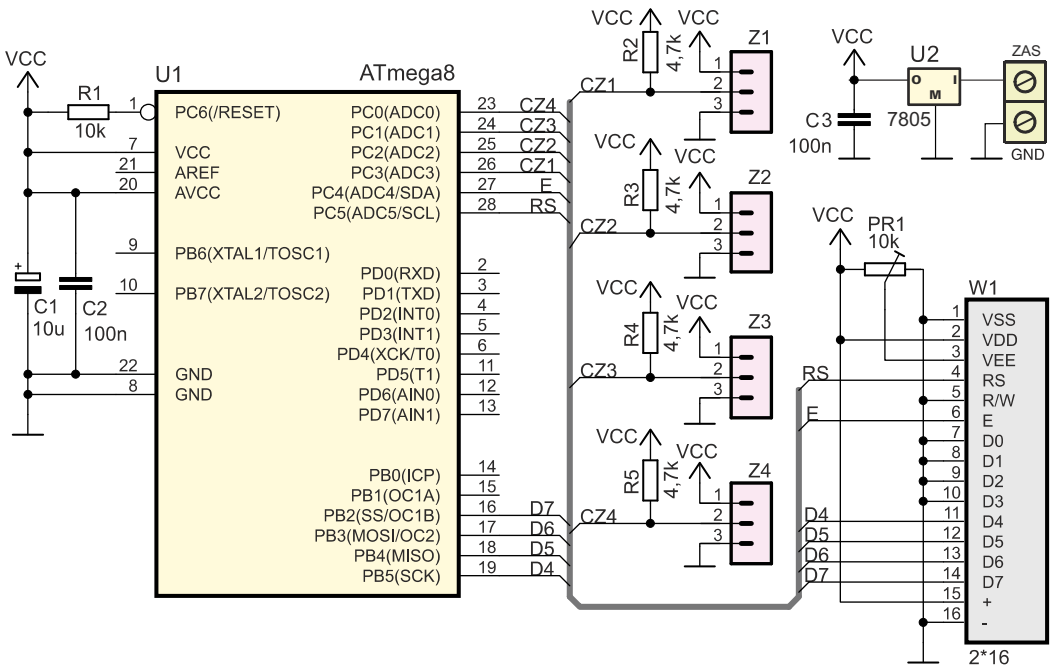 VCC
R1
10k
1
7
21
20
9
10
22
8
+
C1
10u
C2
100n
U1
ATmega8
PC6(/RESET)
VCC
AREF
AVCC
PB6(XTAL1/TOSC1)
PB7(XTAL2/TOSC2)
GND
GND
PC0(ADC0) 23 CZ4
PC1(ADC1) 24 CZ3
PC2(ADC2) 25 CZ2
PC3(ADC3) 26 CZ1
PC4(ADC4/SDA) 27 E
PC5(ADC5/SCL) 28 RS
PD0(RXD) 2
PD1(TXD) 3
PD2(INT0) 4
PD3(INT1) 5
PD4(XCK/T0) 6
PD5(T1) 11
PD6(AIN0) 12
PD7(AIN1) 13
PB0(ICP) 14
PB1(OC1A) 15
PB2(SS/OC1B) 16 D7
PB3(MOSI/OC2) 17 D6
PB4(MISO) 18 D5
PB5(SCK) 19 D4
VCC VCC
R2
4,7k
Z1
CZ1
1
2
3
VCC
VCC
R3
4,7k
Z2
CZ2
1
2
3
VCC
VCC
R4
4,7k
Z3
CZ3
1
2
3
VCC
VCC
R5
4,7k
Z4
CZ4
1
2
3
VCC
U2
ZAS
O I
M
7805
C3
100n
GND
VCC
PR1
10k
W1
1 VSS
2 VDD
3 VEE
RS 4 RS
5 R/W
E 6 E
7 D0
8 D1
9 D2
10 D3
D4 11 D4
D5 12 D5
D6 13 D6
D7 14 D7
15 +
16 -
2*16